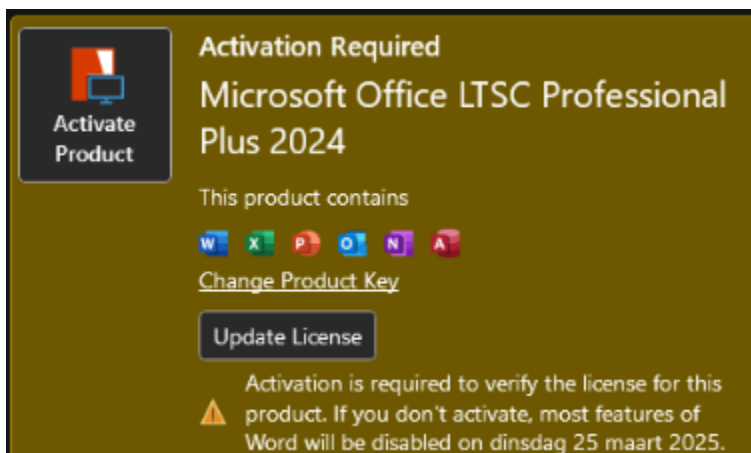 Activation Required
Microsoft Office LTSC Professional
Plus 2024
Activate
Product
This product contains
Change Product Key
Update License
Activation is required to verify the license for this
product. If you don't activate, most features of
Word will be disabled on dinsdag 25 maart 2025.